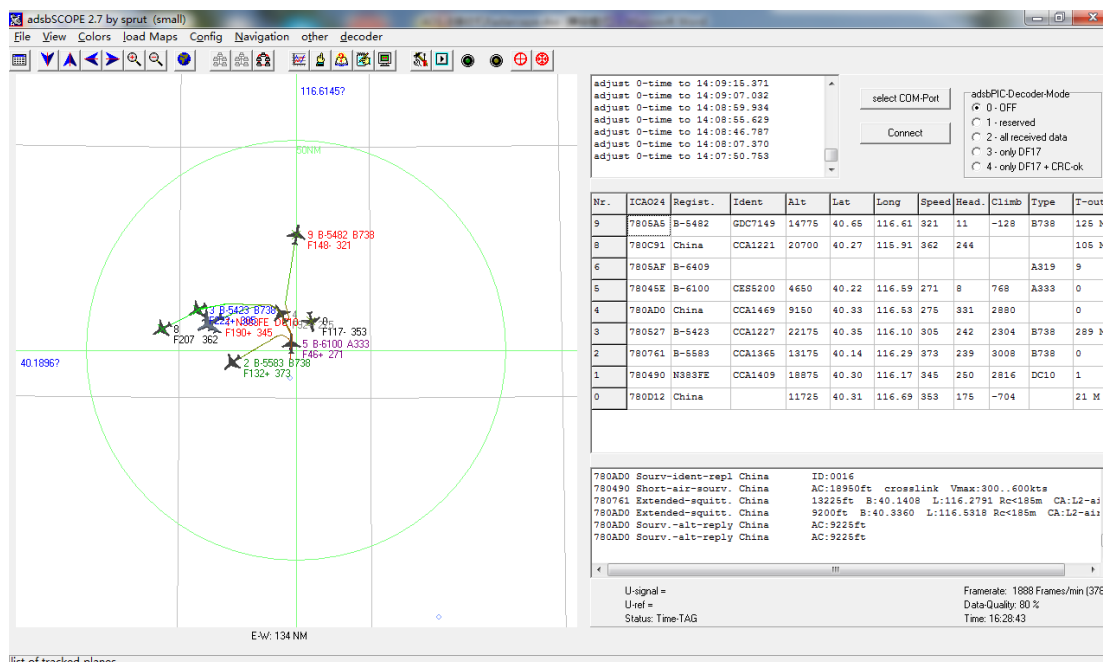 adsbSCOPE 2.7 by sprut (small)
File View Colors load Maps Config Navigation other decoder
116.6145?
50NM
9 B-5482 B738
F148- 321
3 B-5423 B738
F190+ 345
8
F207 362
F117- 353
5 B-6100 A333
F46+ 271
2 B-5583 B738
F132+ 373
40.1896?
E-W: 134 NM
adjust 0-time to 14:09:15.371
adjust 0-time to 14:09:07.032
adjust 0-time to 14:08:59.934
adjust 0-time to 14:08:55.629
adjust 0-time to 14:08:46.787
adjust 0-time to 14:08:07.370
adjust 0-time to 14:07:50.753
select COM-Port
Connect
adsbPIC-Decoder-Mode
0 - OFF
1 - reserved
2 - all received data
3 - only DF17
4 - only DF17 + CRC-ok
Nr. ICAO24 Regist. Ident Alt Lat Long Speed Head. Climb Type T-out
9 7805A5 B-5482 GDC7149 14775 40.65 116.61 321 11 -128 B738 125 M
8 780C91 China CCA1221 20700 40.27 115.91 362 244 105 M
6 7805AF B-6409 A319 9
5 78045E B-6100 CES5200 4650 40.22 116.59 271 8 768 A333 0
4 780AD0 China CCA1469 9150 40.33 116.53 275 331 2880 0
3 780527 B-5423 CCA1227 22175 40.35 116.10 305 242 2304 B738 289 M
2 780761 B-5583 CCA1365 13175 40.14 116.29 373 239 3008 B738 0
1 780490 N383FE CCA1409 18875 40.30 116.17 345 250 2816 DC10 1
0 780D12 China 11725 40.31 116.69 353 175 -704 21 M
780AD0 Sourv-ident-repl China ID:0016
780490 Short-air-sourv. China AC:18950ft crosslink Vmax:300..600kts
780761 Extended-squitt. China 13225ft B:40.1408 L:116.2791 Rc<185m CA:L2-ai
780AD0 Extended-squitt. China 9200ft B:40.3360 L:116.5318 Rc<185m CA:L2-ai
780AD0 Sourv.-alt-reply China AC:9225ft
780AD0 Sourv.-alt-reply China AC:9225ft
U-signal =
U-ref =
Status: Time-TAG
Framerate: 1888 Frames/min (378
Data-Quality: 80 %
Time: 16:28:43
list of tracked planes